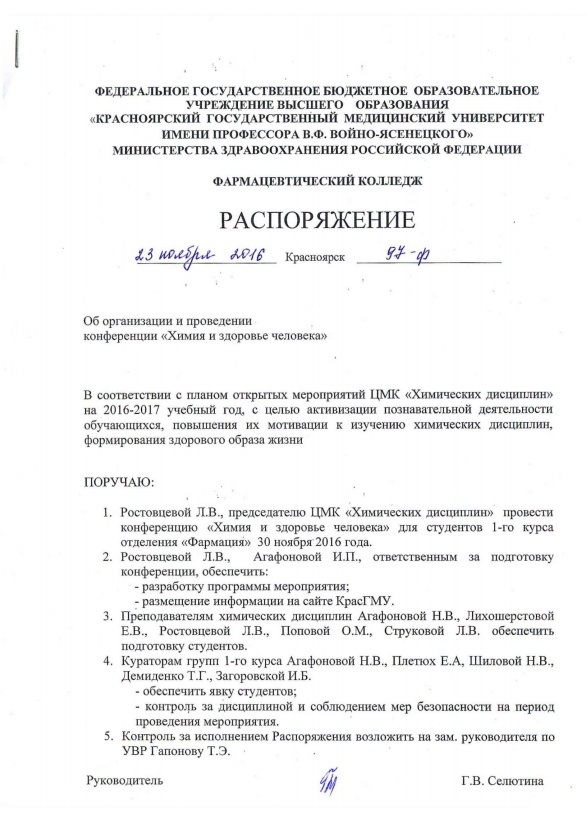 ФЕДЕРАЛЬНОЕ ГОСУДАРСТВЕННОЕ БЮДЖЕТНОЕ ОБРАЗОВАТЕЛЬНОЕ
УЧРЕЖДЕНИЕ ВЫСШЕГО ОБРАЗОВАНИЯ
«КРАСНОЯРСКИЙ ГОСУДАРСТВЕННЫЙ МЕДИЦИНСКИЙ УНИВЕРСИТЕТ
ИМЕНИ ПРОФЕССОРА В.Ф. ВОЙНО-ЯСЕНЕЦКОГО»
МИНИСТЕРСТВА ЗДРАВООХРАНЕНИЯ РОССИЙСКОЙ ФЕДЕРАЦИИ
ФАРМАЦЕВТИЧЕСКИЙ КОЛЛЕДЖ
РАСПОРЯЖЕНИЕ
23 ноября 2016 Красноярск 97-ф
Об организации и проведении
конференции «Химия и здоровье человека»
В соответствии с планом открытых мероприятий ЦМК «Химических дисциплин»
на 2016-2017 учебный год, с целью активизации познавательной деятельности
обучающихся, повышения их мотивации к изучению химических дисциплин,
формирования здорового образа жизни
ПОРУЧАЮ:
1. Ростовцевой Л.В., председателю ЦМК «Химических дисциплин» провести
конференцию «Химия и здоровье человека» для студентов 1-го курса
отделения «Фармация» 30 ноября 2016 года.
2. Ростовцевой Л.В., Агафоновой И.П., ответственным за подготовку
конференции, обеспечить:
- разработку программы мероприятия;
- размещение информации на сайте КрасГМУ.
3. Преподавателям химических дисциплин Агафоновой Н.В., Лихошерстовой
Е.В., Ростовцевой Л.В., Поповой О.М., Струковой Л.В. обеспечить
подготовку студентов.
4. Кураторам групп 1-го курса Агафоновой Н.В., Плетюх Е.А, Шиловой Н.В.,
Демиденко Т.Г., Загоровской И.Б.
- обеспечить явку студентов;
- контроль за дисциплиной и соблюдением мер безопасности на период
проведения мероприятия.
5. Контроль за исполнением Распоряжения возложить на зам. руководителя по
УВР Гапонову Т.Э.
Руководитель Г.В. Селютина